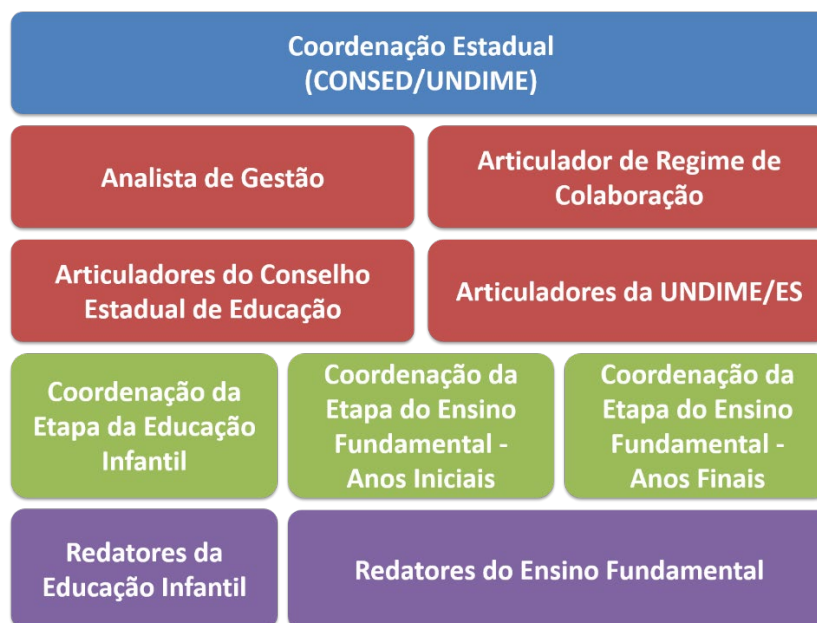 Coordenação Estadual
(CONSED/UNDIME)
Analista de Gestão
Articulador de Regime de
Colaboração
Articuladores do Conselho
Estadual de Educação
Articuladores da UNDIME/ES
Coordenação da
Etapa da Educação
Infantil
Coordenação da
Etapa do Ensino
Fundamental -
Anos Iniciais
Coordenação da
Etapa do Ensino
Fundamental -
Anos Finais
Redatores da
Educação Infantil
Redatores do Ensino Fundamental